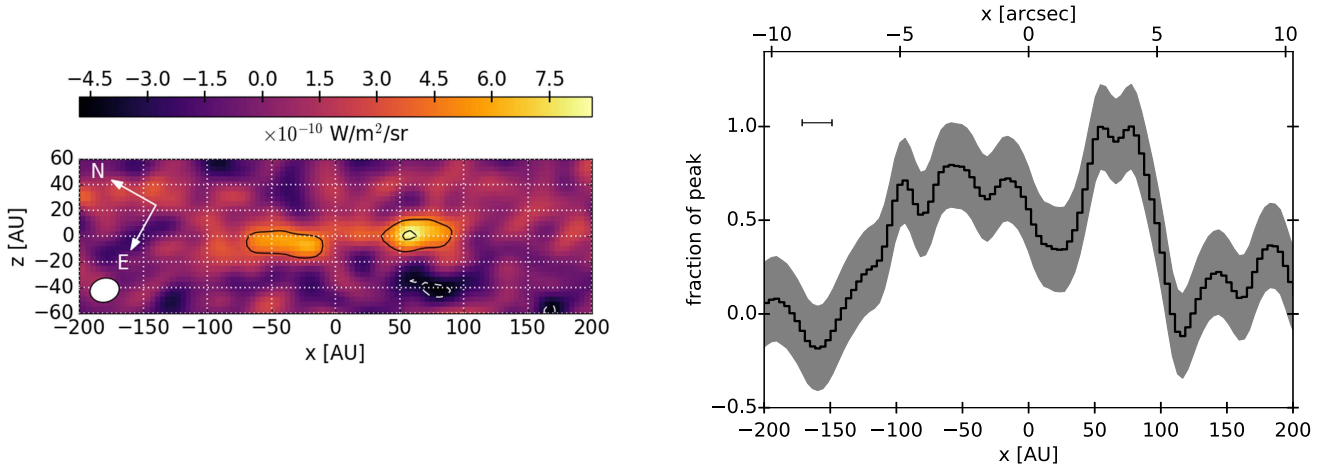 −4.5 −3.0 −1.5 0.0 1.5 3.0 4.5 6.0 7.5
×10⁻¹⁰ W/m²/sr
60
40
20
0
−20
−40
−60
z [AU]
N
E
−200 −150 −100 −50 0 50 100 150 200
x [AU]
x [arcsec]
−10 −5 0 5 10
1.0
0.5
0.0
−0.5
fraction of peak
−200 −150 −100 −50 0 50 100 150 200
x [AU]